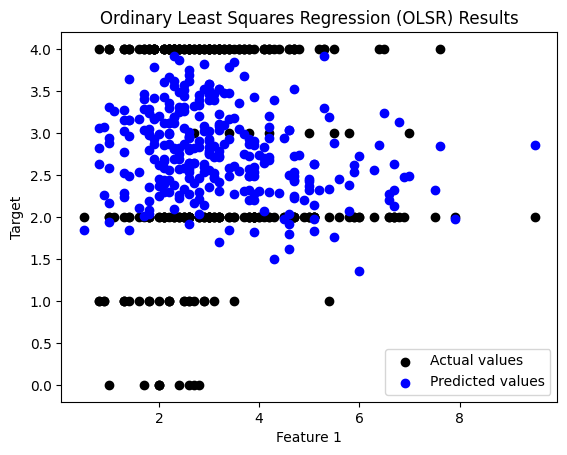 Ordinary Least Squares Regression (OLSR) Results
4.0
3.5
3.0
2.5
2.0
1.5
1.0
0.5
0.0
Target
2 4 6 8
Feature 1
Actual values
Predicted values